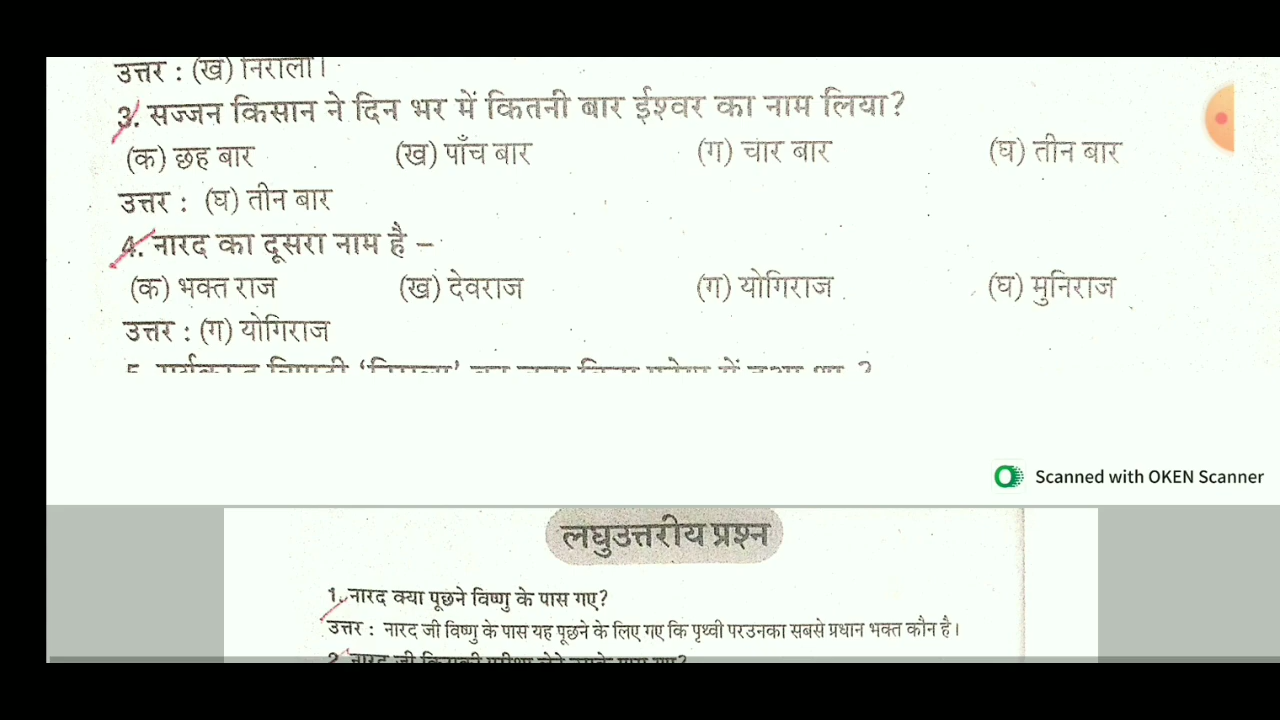 उत्तर : (ख) निराला।
3. सज्जन किसान ने दिन भर में कितनी बार ईश्वर का नाम लिया?
(क) छह बार (ख) पाँच बार (ग) चार बार (घ) तीन बार
उत्तर : (घ) तीन बार
4. नारद का दूसरा नाम है –
(क) भक्त राज (ख) देवराज (ग) योगिराज (घ) मुनिराज
उत्तर : (ग) योगिराज
Scanned with OKEN Scanner
लघुउत्तरीय प्रश्न
1. नारद क्या पूछने विष्णु के पास गए?
उत्तर : नारद जी विष्णु के पास यह पूछने के लिए गए कि पृथ्वी परउनका सबसे प्रधान भक्त कौन है।